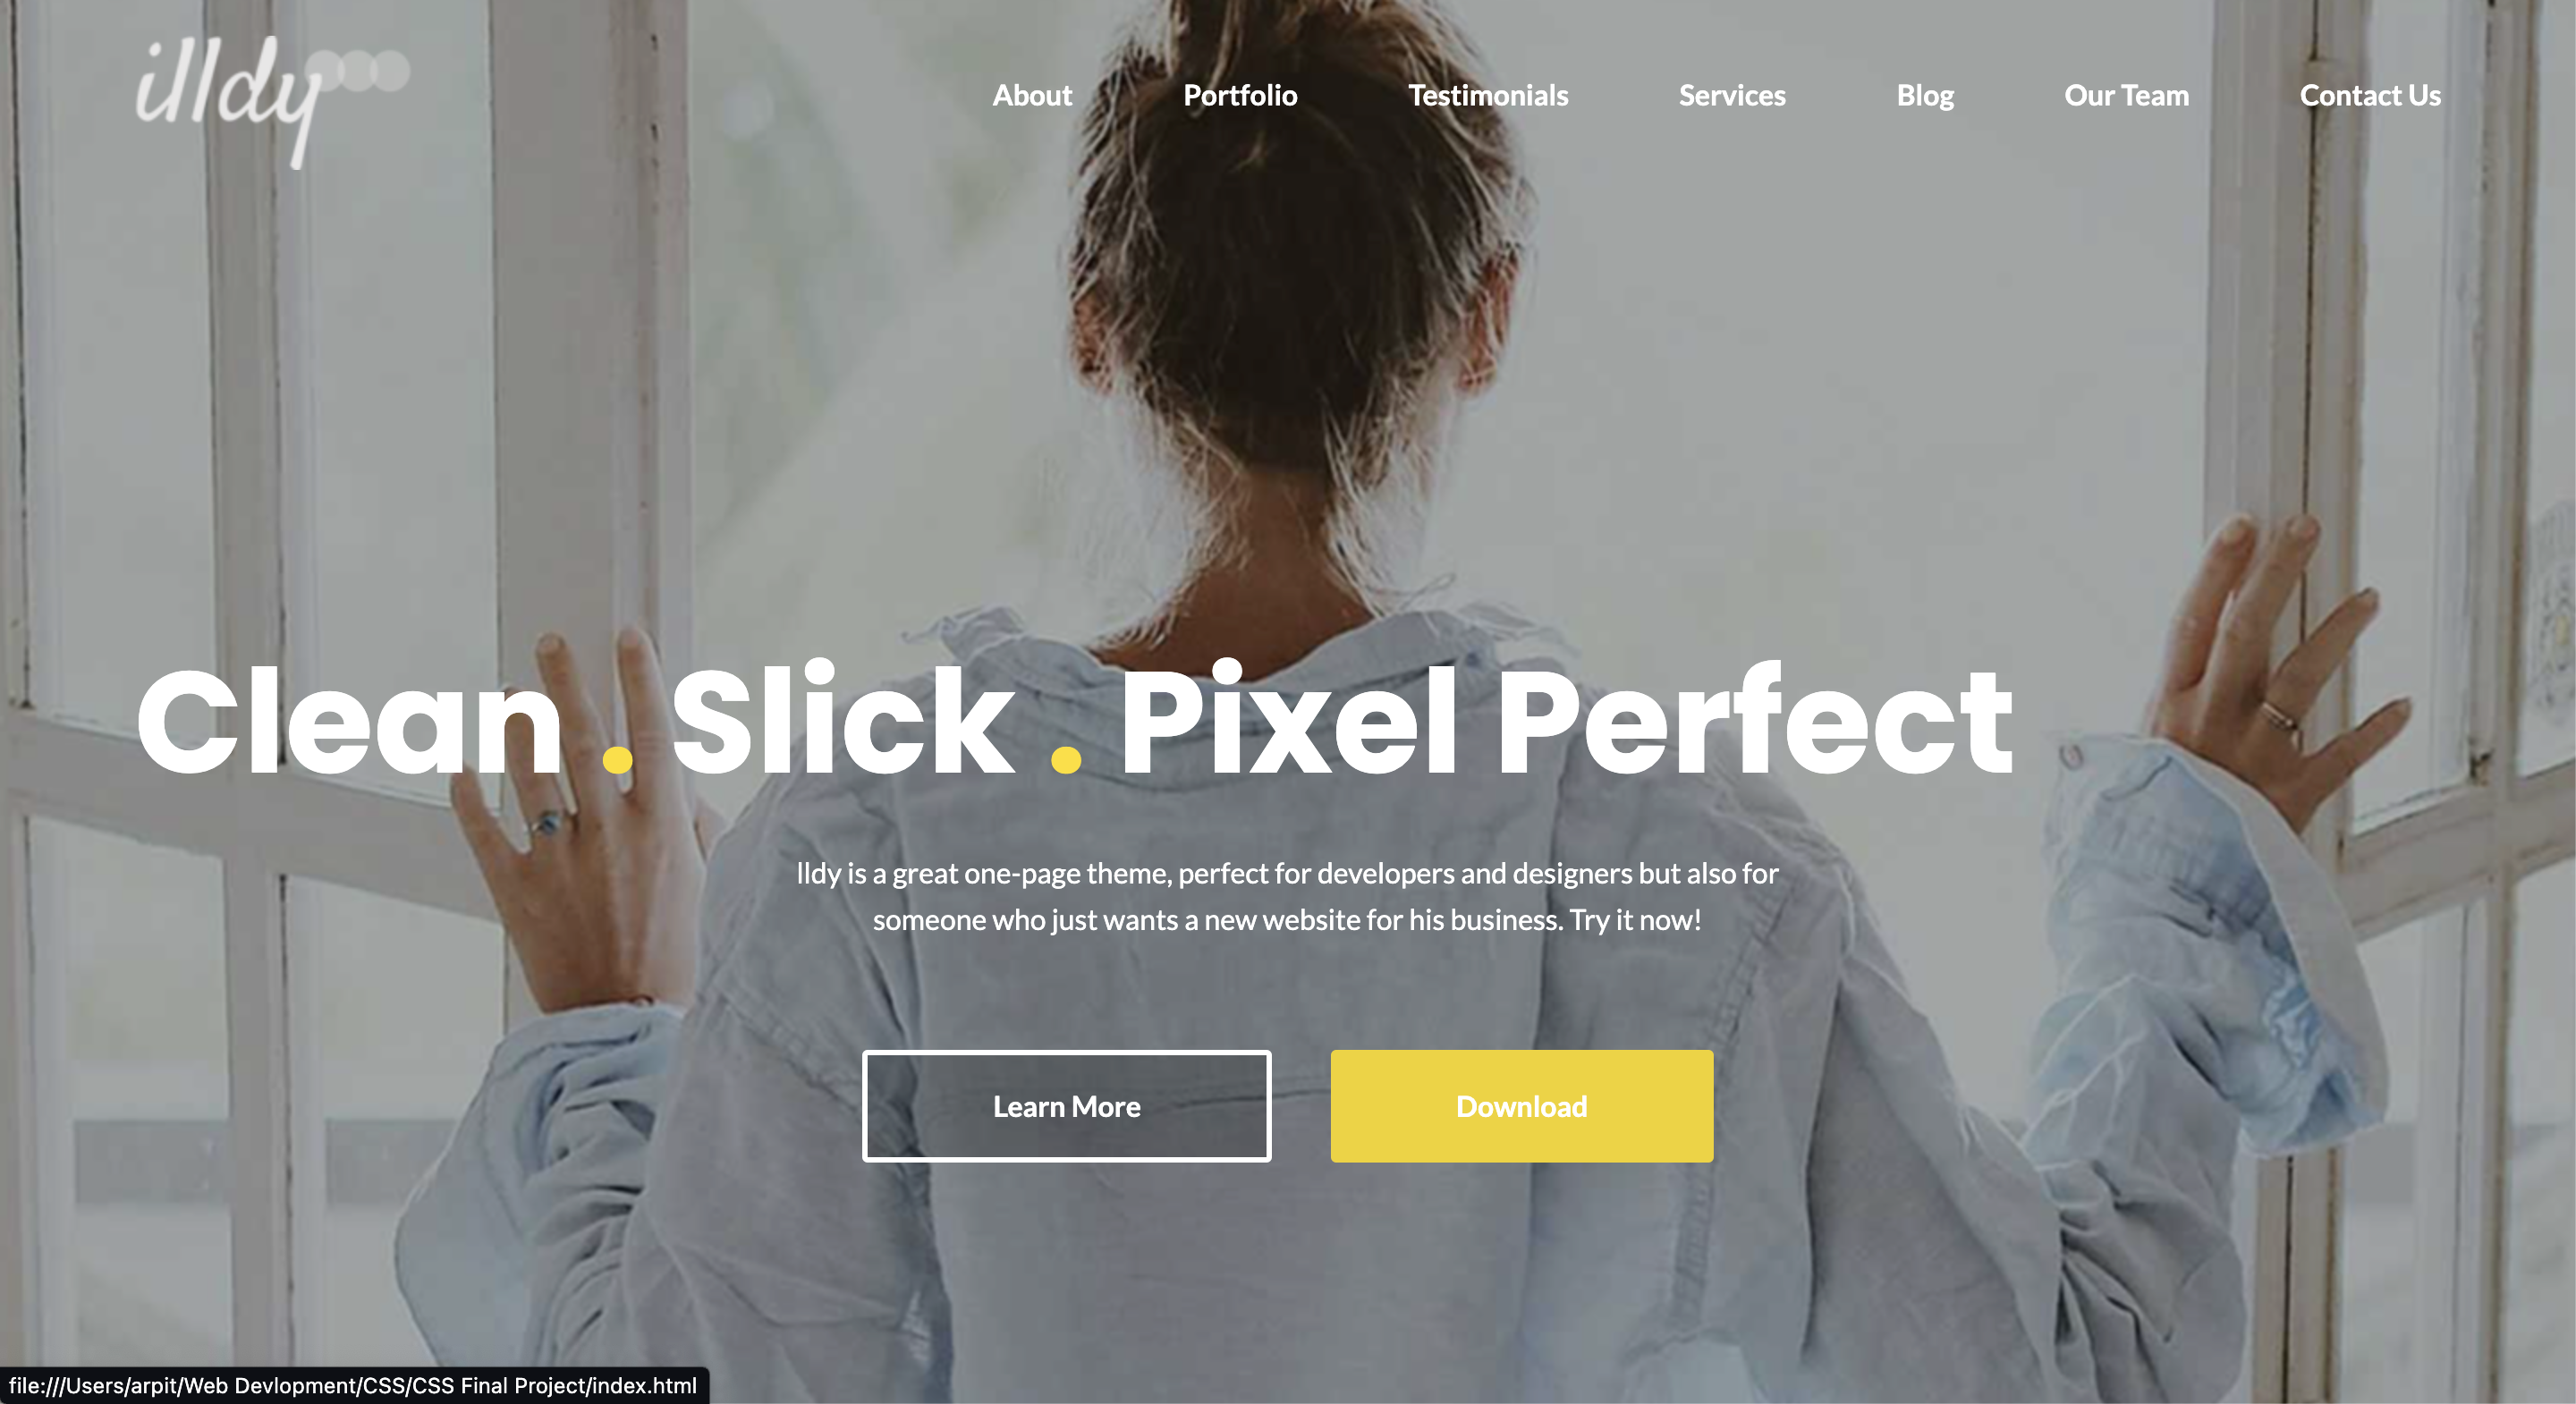 illdy
About Portfolio Testimonials Services Blog Our Team Contact Us
Clean . Slick . Pixel Perfect
lldy is a great one-page theme, perfect for developers and designers but also for
someone who just wants a new website for his business. Try it now!
Learn More Download
file:///Users/arpit/Web Devlopment/CSS/CSS Final Project/index.html